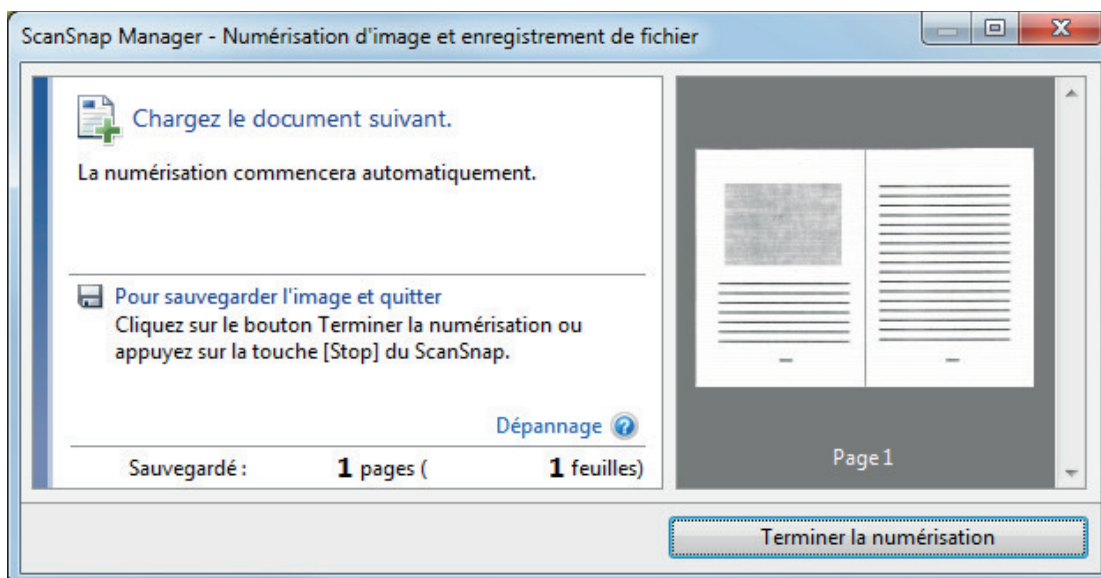 ScanSnap Manager - Numérisation d'image et enregistrement de fichier
Chargez le document suivant.
La numérisation commencera automatiquement.
Pour sauvegarder l'image et quitter
Cliquez sur le bouton Terminer la numérisation ou
appuyez sur la touche [Stop] du ScanSnap.
Dépannage
Sauvegardé : 1 pages ( 1 feuilles)
Page 1
Terminer la numérisation